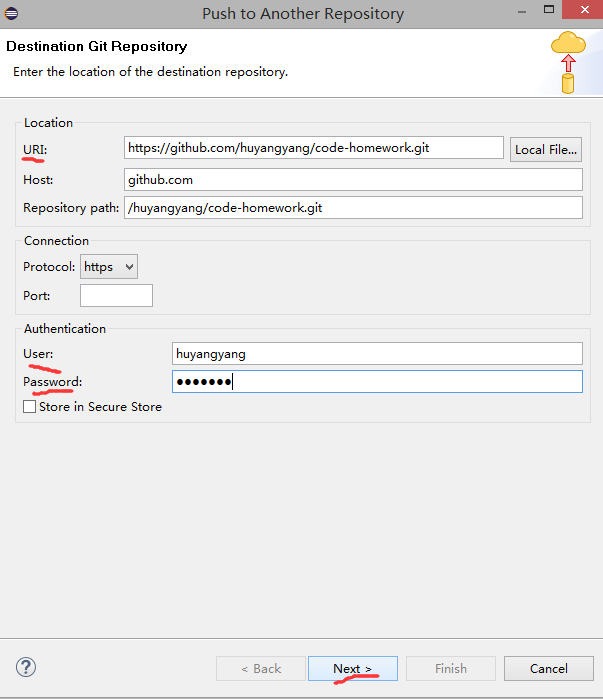 Push to Another Repository
Destination Git Repository
Enter the location of the destination repository.
Location
URI: https://github.com/huyangyang/code-homework.git Local File...
Host: github.com
Repository path: /huyangyang/code-homework.git
Connection
Protocol: https
Port:
Authentication
User: huyangyang
Password: ●●●●●●●
Store in Secure Store
? < Back Next > Finish Cancel